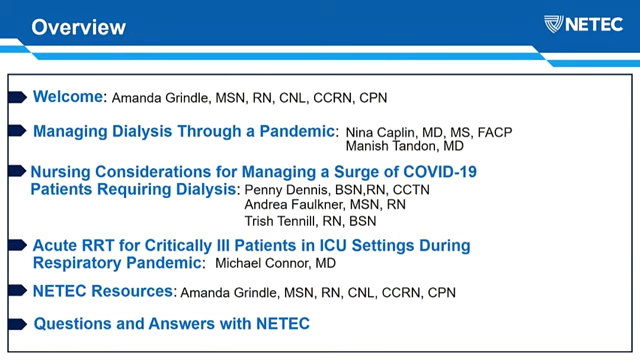 Overview
NETEC
Welcome: Amanda Grindle, MSN, RN, CNL, CCRN, CPN
Managing Dialysis Through a Pandemic: Nina Caplin, MD, MS, FACP
Manish Tandon, MD
Nursing Considerations for Managing a Surge of COVID-19
Patients Requiring Dialysis: Penny Dennis, BSN,RN, CCTN
Andrea Faulkner, MSN, RN
Trish Tennill, RN, BSN
Acute RRT for Critically Ill Patients in ICU Settings During
Respiratory Pandemic: Michael Connor, MD
NETEC Resources: Amanda Grindle, MSN, RN, CNL, CCRN, CPN
Questions and Answers with NETEC